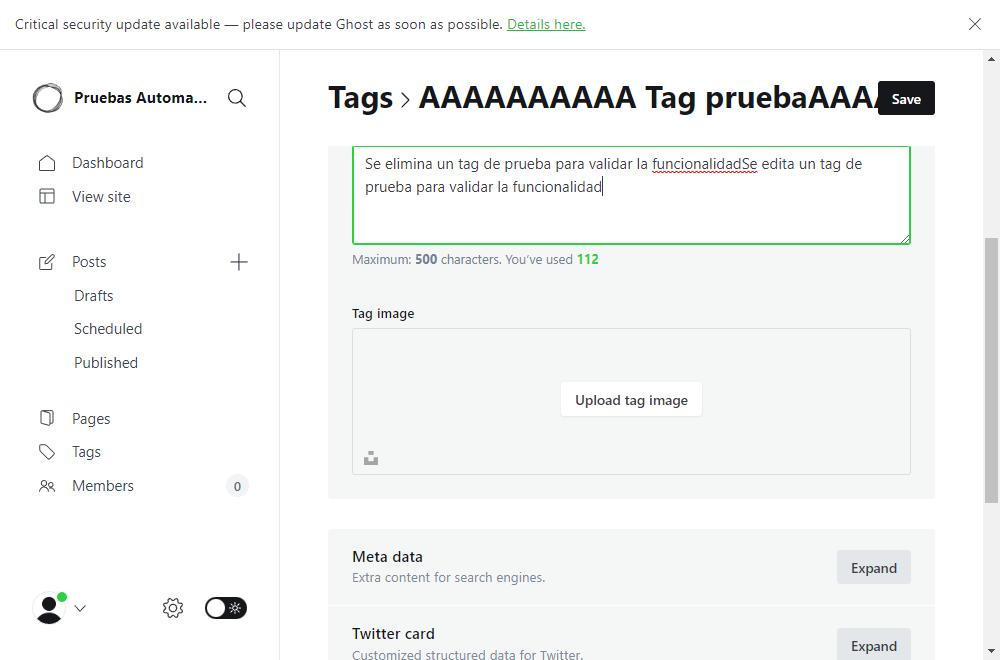 Critical security update available — please update Ghost as soon as possible. Details here.
Pruebas Automa...
Tags > AAAAAAAAAA Tag pruebaAAAA
Save
Dashboard
View site
Posts
Drafts
Scheduled
Published
Pages
Tags
Members
0
Se elimina un tag de prueba para validar la funcionalidadSe edita un tag de
prueba para validar la funcionalidad
Maximum: 500 characters. You've used 112
Tag image
Upload tag image
Meta data
Extra content for search engines.
Expand
Twitter card
Customized structured data for Twitter.
Expand